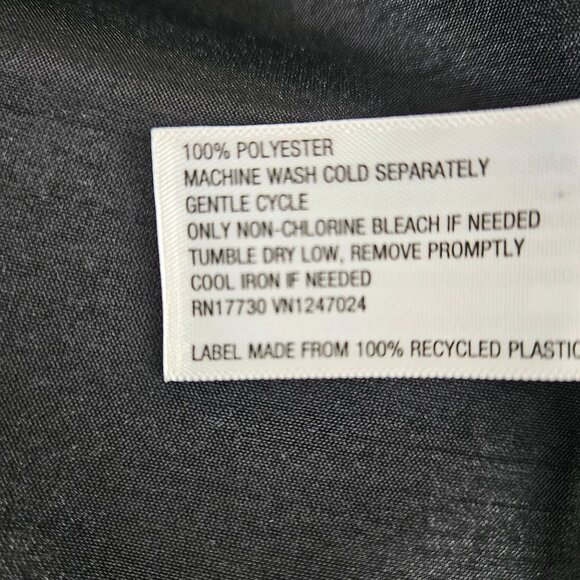 100% POLYESTER
MACHINE WASH COLD SEPARATELY
GENTLE CYCLE
ONLY NON-CHLORINE BLEACH IF NEEDED
TUMBLE DRY LOW, REMOVE PROMPTLY
COOL IRON IF NEEDED
RN17730 VN1247024
LABEL MADE FROM 100% RECYCLED PLASTIC